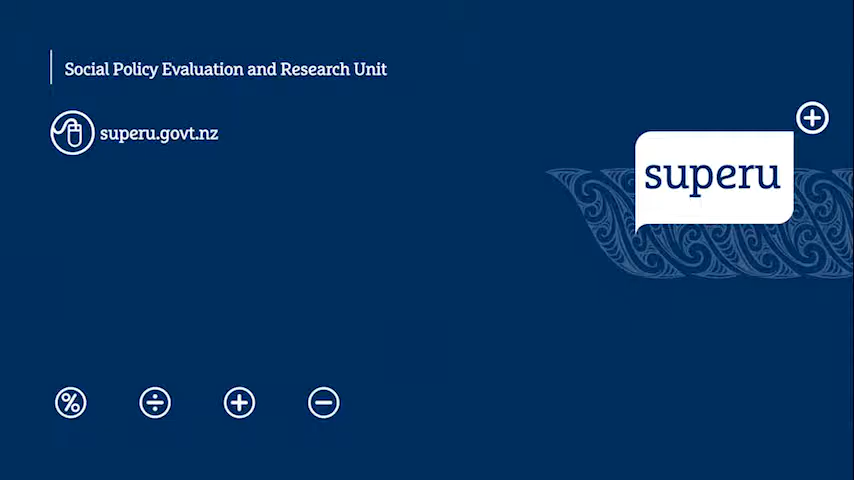 Social Policy Evaluation and Research Unit
superu.govt.nz
superu